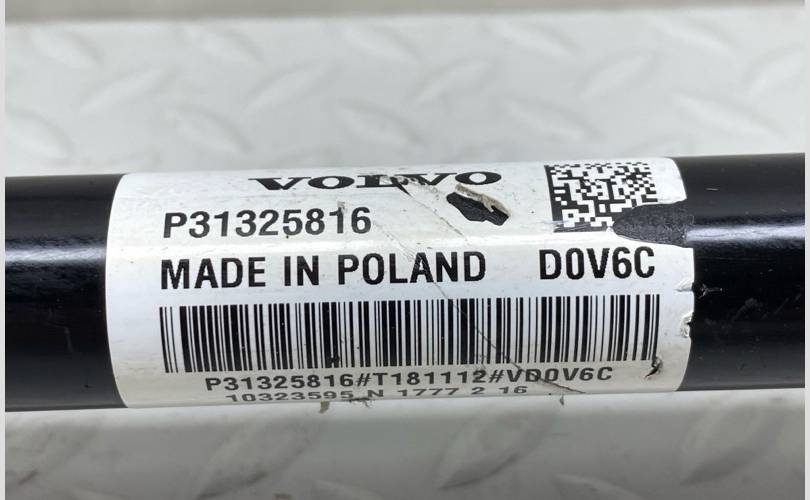 VOLVO
P31325816
MADE IN POLAND D0V6C
P31325816#T181112#VD0V6C
10323595 N 1777 2 16